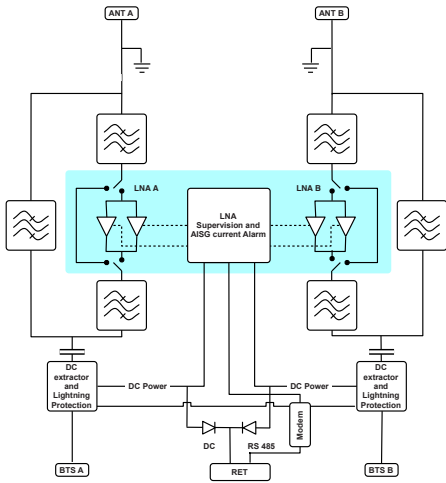 ANT A
ANT B
LNA A
LNA B
LNA
Supervision and
AISG current Alarm
DC
extractor
and
Lightning
Protection
DC Power
DC Power
DC
extractor
and
Lightning
Protection
Modem
DC
RS 485
BTS A
RET
BTS B